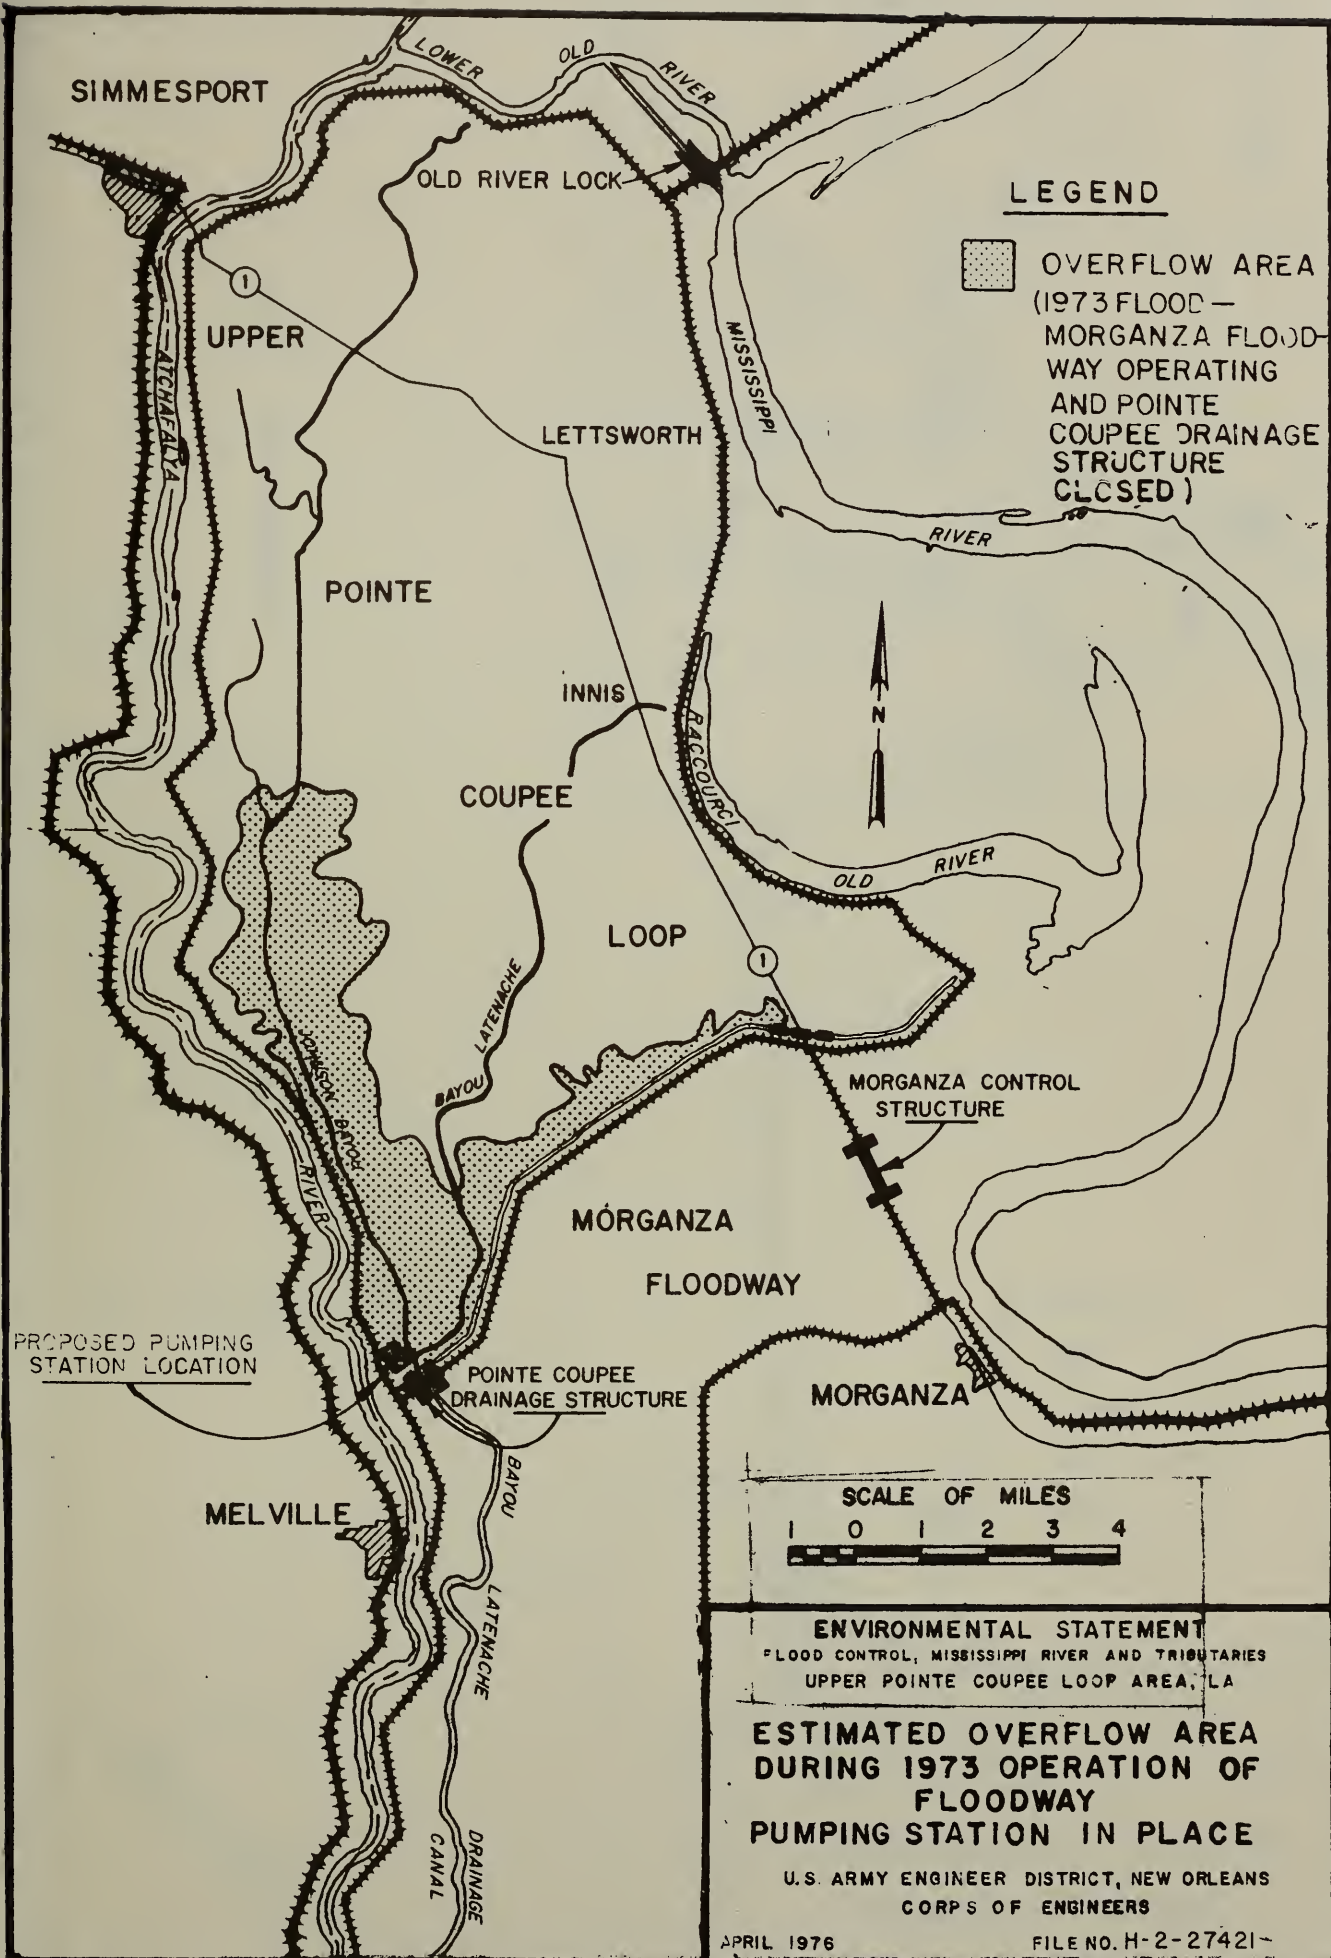 LOWER
OLD
RIVER
SIMMESPORT
OLD RIVER LOCK
LEGEND
OVERFLOW AREA
(1973 FLOOD —
MORGANZA FLOOD-
WAY OPERATING
AND POINTE
COUPEE DRAINAGE
STRUCTURE
CLOSED)
1
UPPER
ATCHAFALYA
MISSISSIPPI
LETTSWORTH
RIVER
POINTE
INNIS
N
RACCOURCI
COUPEE
OLD
RIVER
LOOP
1
BAYOU
LATENACHE
JOHNSON
BAYOU
MORGANZA CONTROL
STRUCTURE
RIVER
MORGANZA
FLOODWAY
PROPOSED PUMPING
STATION LOCATION
POINTE COUPEE
DRAINAGE STRUCTURE
MORGANZA
BAYOU
MELVILLE
SCALE OF MILES
1 0 1 2 3 4
LATENACHE
DRAINAGE
CANAL
ENVIRONMENTAL STATEMENT
FLOOD CONTROL, MISSISSIPPI RIVER AND TRIBUTARIES
UPPER POINTE COUPEE LOOP AREA, LA
ESTIMATED OVERFLOW AREA
DURING 1973 OPERATION OF
FLOODWAY
PUMPING STATION IN PLACE
U.S. ARMY ENGINEER DISTRICT, NEW ORLEANS
CORPS OF ENGINEERS
APRIL 1976 FILE NO. H-2-27421-